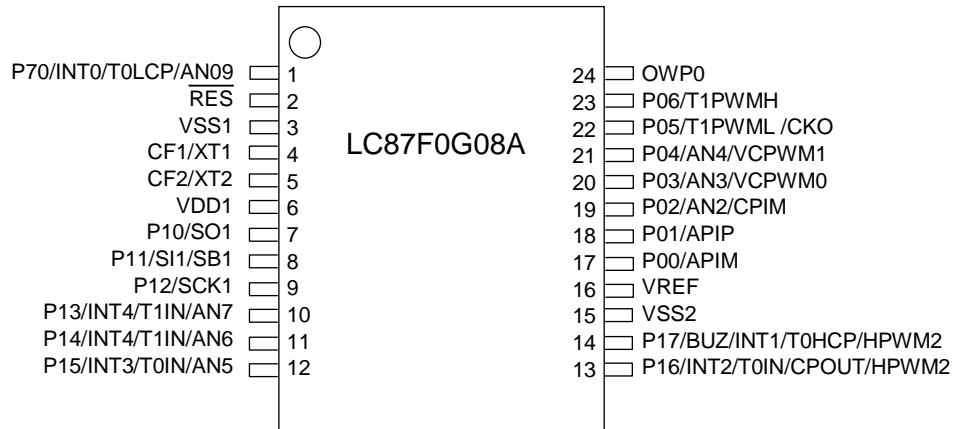 P70/INT0/T0LCP/AN09 1
RES 2
VSS1 3
CF1/XT1 4
CF2/XT2 5
VDD1 6
P10/SO1 7
P11/SI1/SB1 8
P12/SCK1 9
P13/INT4/T1IN/AN7 10
P14/INT4/T1IN/AN6 11
P15/INT3/T0IN/AN5 12
LC87F0G08A
24 OWP0
23 P06/T1PWMH
22 P05/T1PWML /CKO
21 P04/AN4/VCPWM1
20 P03/AN3/VCPWM0
19 P02/AN2/CPIM
18 P01/APIP
17 P00/APIM
16 VREF
15 VSS2
14 P17/BUZ/INT1/T0HCP/HPWM2
13 P16/INT2/T0IN/CPOUT/HPWM2